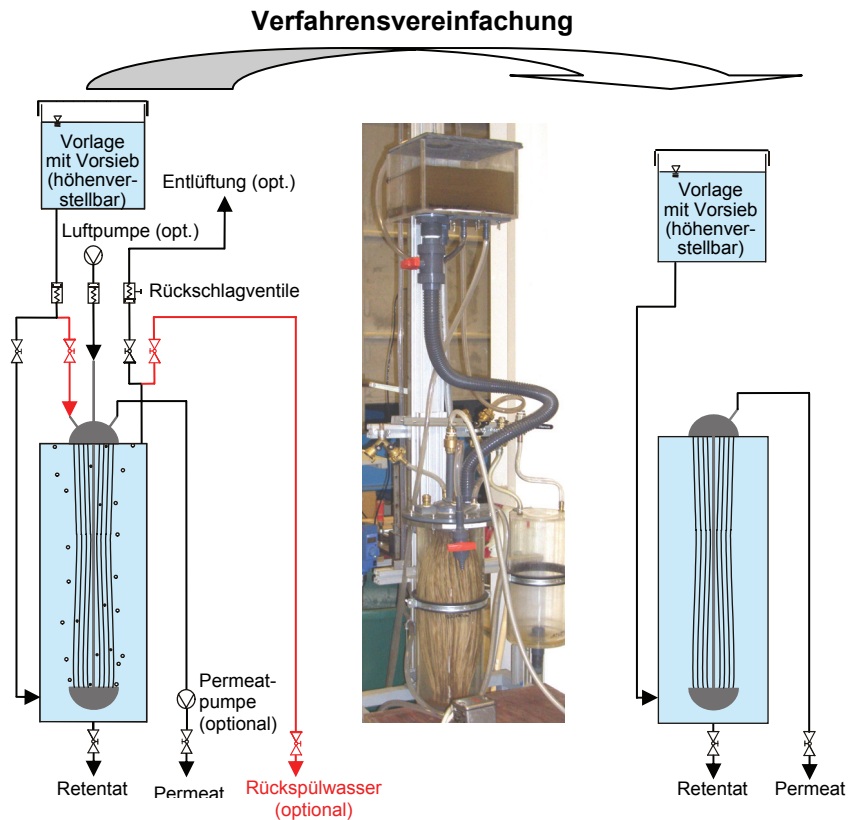 Verfahrensvereinfachung
Vorlage
mit Vorsieb
(höhenver-
stellbar)
Entlüftung (opt.)
Luftpumpe (opt.)
Rückschlagventile
Permeat-
pumpe
(optional)
Retentat
Permeat
Rückspülwasser
(optional)
Vorlage
mit Vorsieb
(höhenver-
stellbar)
Retentat
Permeat